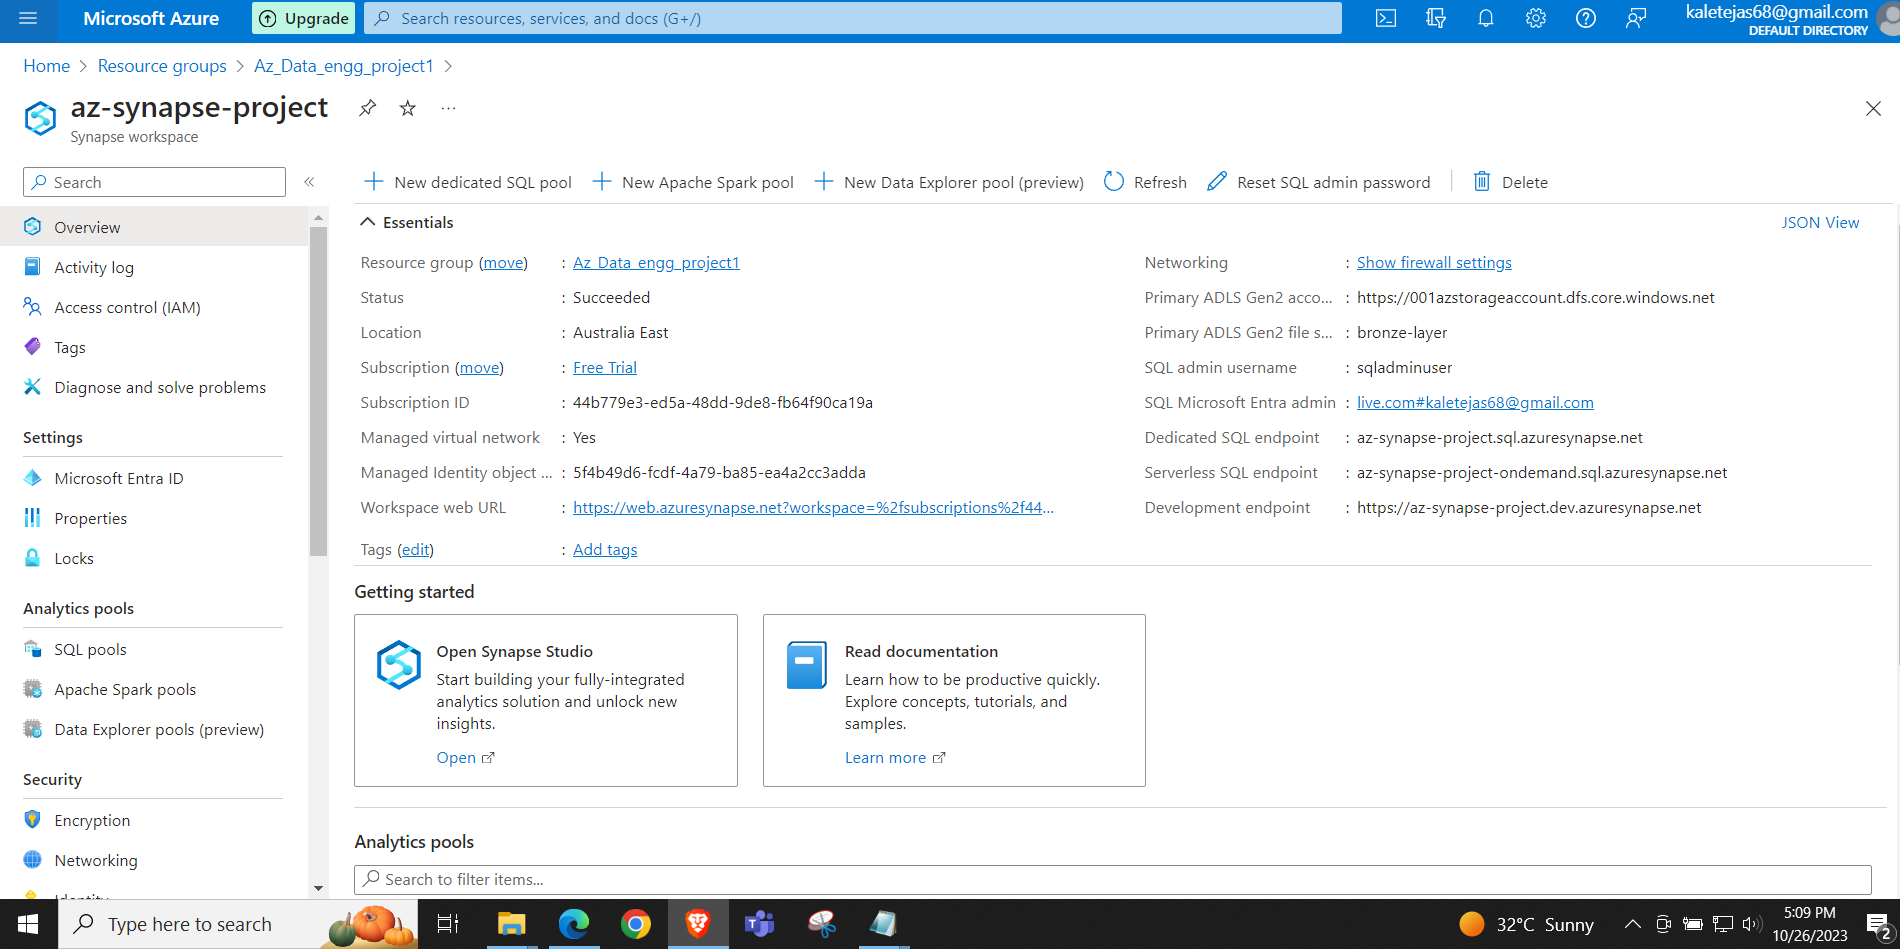 Microsoft Azure
Upgrade
Search resources, services, and docs (G+/)
kaletejas68@gmail.com
DEFAULT DIRECTORY
Home > Resource groups > Az_Data_engg_project1 >
az-synapse-project
Synapse workspace
Search
«
New dedicated SQL pool
New Apache Spark pool
New Data Explorer pool (preview)
Refresh
Reset SQL admin password
Delete
Overview
Activity log
Access control (IAM)
Tags
Diagnose and solve problems
Settings
Microsoft Entra ID
Properties
Locks
Analytics pools
SQL pools
Apache Spark pools
Data Explorer pools (preview)
Security
Encryption
Networking
Identity
Essentials
JSON View
Resource group (move) : Az_Data_engg_project1
Status : Succeeded
Location : Australia East
Subscription (move) : Free Trial
Subscription ID : 44b779e3-ed5a-48dd-9de8-fb64f90ca19a
Managed virtual network : Yes
Managed Identity object ... : 5f4b49d6-fcdf-4a79-ba85-ea4a2cc3adda
Workspace web URL : https://web.azuresynapse.net?workspace=%2fsubscriptions%2f44...
Tags (edit) : Add tags
Networking : Show firewall settings
Primary ADLS Gen2 acco... : https://001azstorageaccount.dfs.core.windows.net
Primary ADLS Gen2 file s... : bronze-layer
SQL admin username : sqladminuser
SQL Microsoft Entra admin : live.com#kaletejas68@gmail.com
Dedicated SQL endpoint : az-synapse-project.sql.azuresynapse.net
Serverless SQL endpoint : az-synapse-project-ondemand.sql.azuresynapse.net
Development endpoint : https://az-synapse-project.dev.azuresynapse.net
Getting started
Open Synapse Studio
Start building your fully-integrated
analytics solution and unlock new
insights.
Open
Read documentation
Learn how to be productive quickly.
Explore concepts, tutorials, and
samples.
Learn more
Analytics pools
Search to filter items...
Type here to search
32°C Sunny
5:09 PM
10/26/2023
2